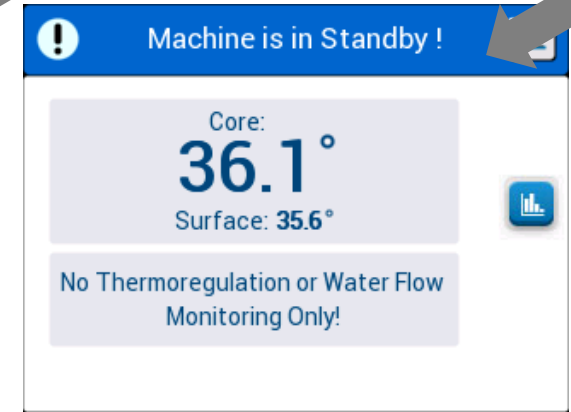 Machine is in Standby !
Core:
36.1°
Surface: 35.6°
No Thermoregulation or Water Flow
Monitoring Only!